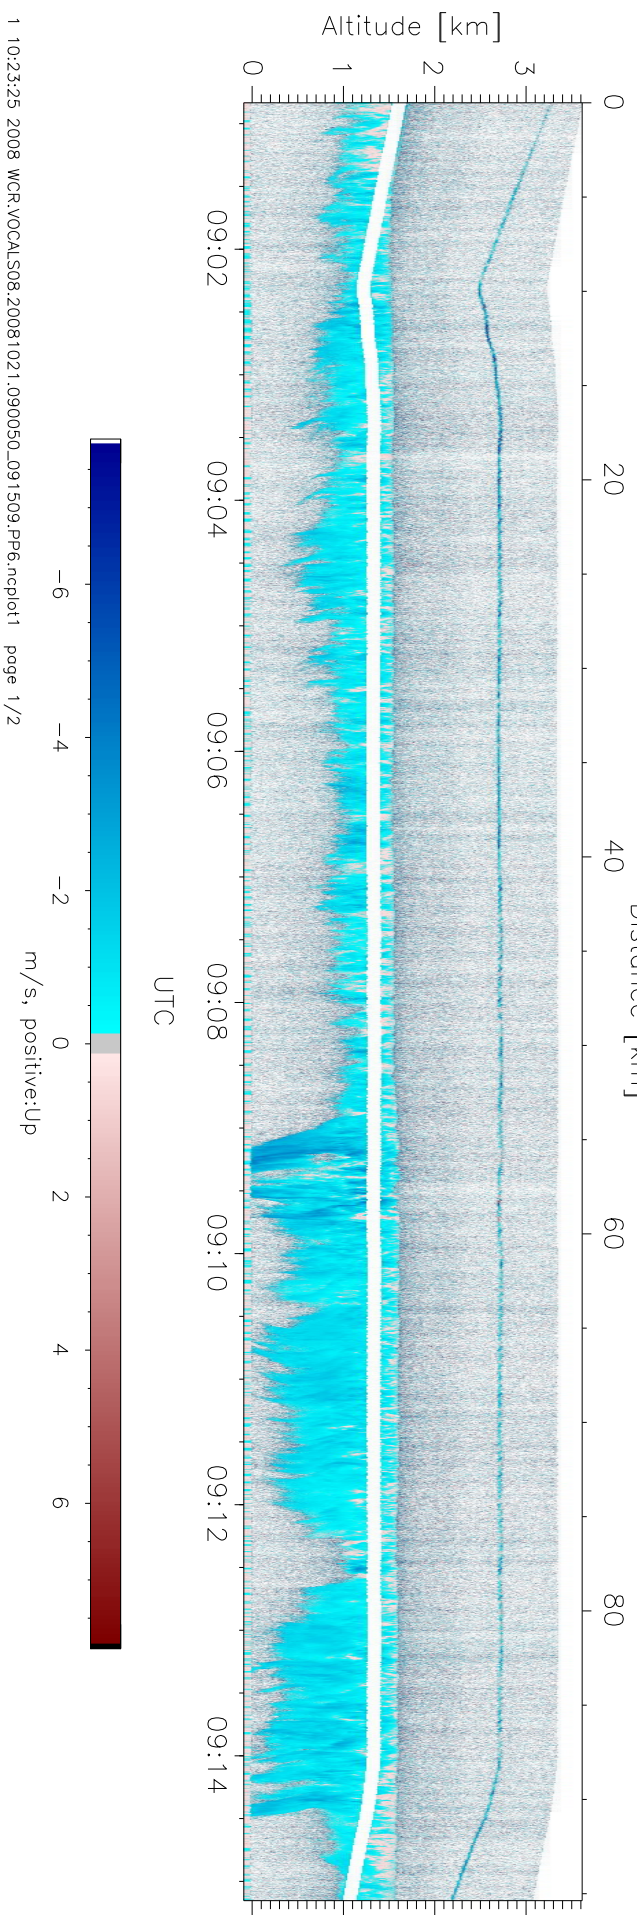 Distance [km]
0 20 40 60 80
Altitude [km]
3
2
1
0
09:02 09:04 09:06 09:08 09:10 09:12 09:14
UTC
-6 -4 -2 0 2 4 6
m/s, positive:Up
1 10:23:25 2008 WCR.VOCALS08.20081021.090050_091509.PP6.ncplot1 page 1/2